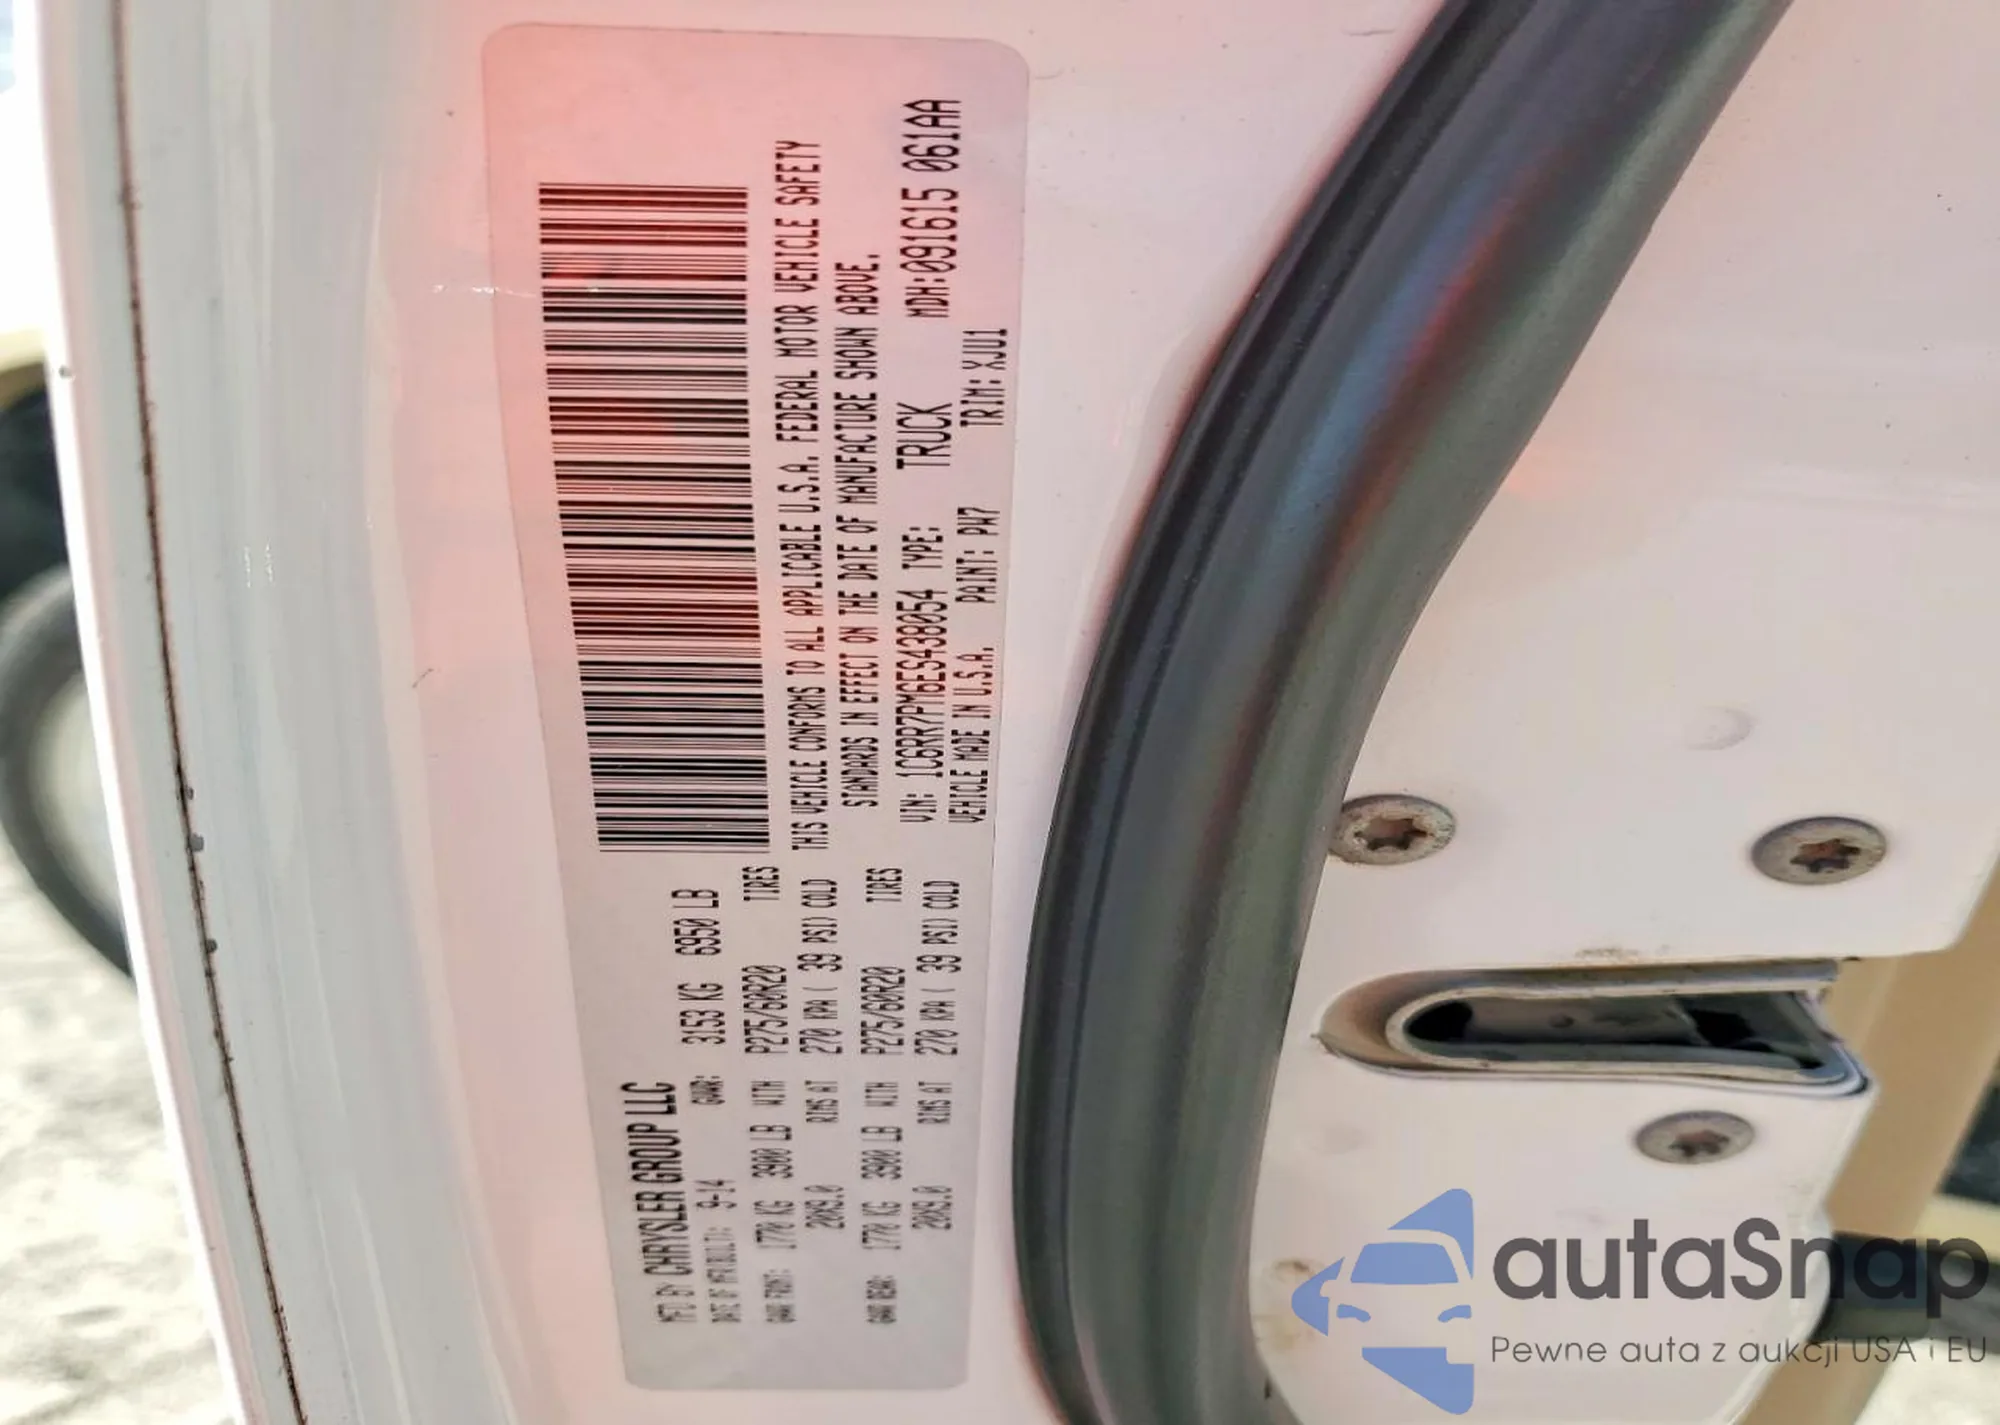 MFD BY CHRYSLER GROUP LLC
DATE OF MFR/BUILT: 9-14 GVWR: 3153 KG 6950 LB
GAWR FRONT: 1770 KG 3900 LB WITH P275/60R20 TIRES
20X9.0 RIMS AT 270 KPA ( 39 PSI) COLD
GAWR REAR: 1770 KG 3900 LB WITH P275/60R20 TIRES
20X9.0 RIMS AT 270 KPA ( 39 PSI) COLD
THIS VEHICLE CONFORMS TO ALL APPLICABLE U.S.A. FEDERAL MOTOR VEHICLE SAFETY
STANDARDS IN EFFECT ON THE DATE OF MANUFACTURE SHOWN ABOVE.
VIN: 1C6RR7PM6ES438054 TYPE: TRUCK MDH:091615 061AA
VEHICLE MADE IN U.S.A. PAINT: PW7 TRIM: XJU1
autaSnap
Pewne auta z aukcji USA i EU